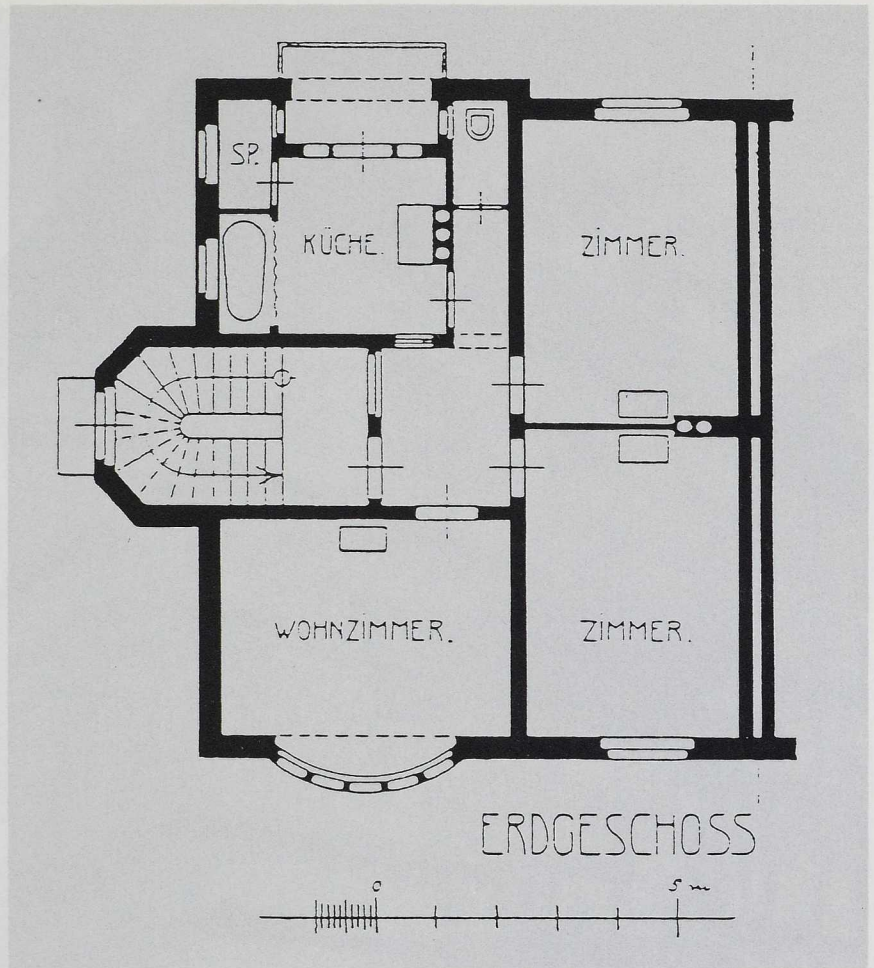 SP.
KÜCHE.
ZIMMER.
WOHNZIMMER.
ZIMMER.
ERDGESCHOSS
0 5 m